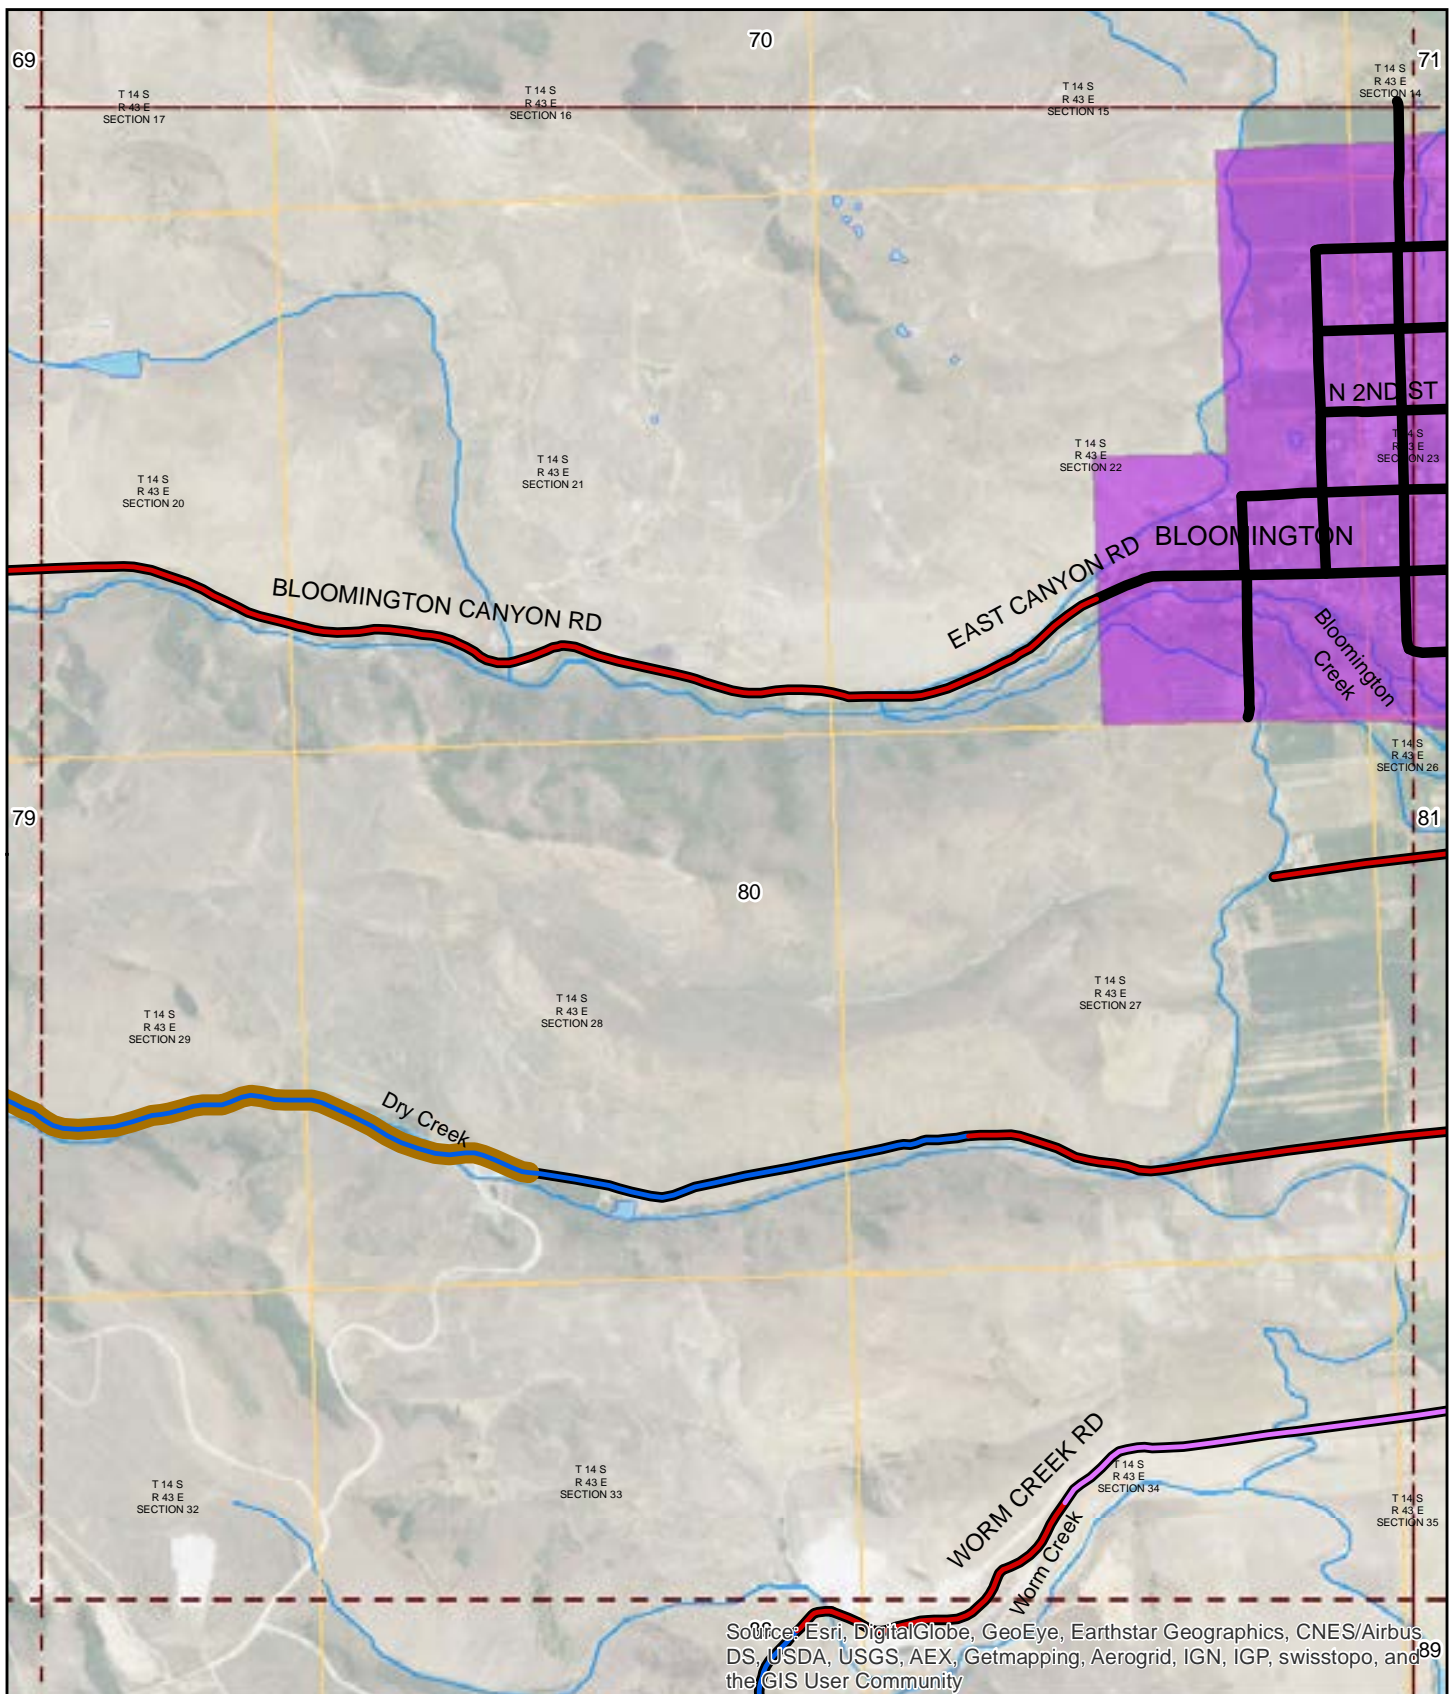 69
70
71
T 14 S
R 43 E
SECTION 17
T 14 S
R 43 E
SECTION 16
T 14 S
R 43 E
SECTION 15
T 14 S
R 43 E
SECTION 14
N 2ND ST
T 14 S
R 43 E
SECTION 20
T 14 S
R 43 E
SECTION 21
T 14 S
R 43 E
SECTION 22
T 14 S
R 43 E
SECTION 23
BLOOMINGTON
BLOOMINGTON CANYON RD
EAST CANYON RD
Bloomington
Creek
T 14 S
R 43 E
SECTION 26
79
80
81
T 14 S
R 43 E
SECTION 29
T 14 S
R 43 E
SECTION 28
T 14 S
R 43 E
SECTION 27
Dry Creek
WORM CREEK RD
T 14 S
R 43 E
SECTION 32
T 14 S
R 43 E
SECTION 33
T 14 S
R 43 E
SECTION 34
T 14 S
R 43 E
SECTION 35
Worm Creek
89
Source: Esri, DigitalGlobe, GeoEye, Earthstar Geographics, CNES/Airbus
DS, USDA, USGS, AEX, Getmapping, Aerogrid, IGN, IGP, swisstopo, and
the GIS User Community